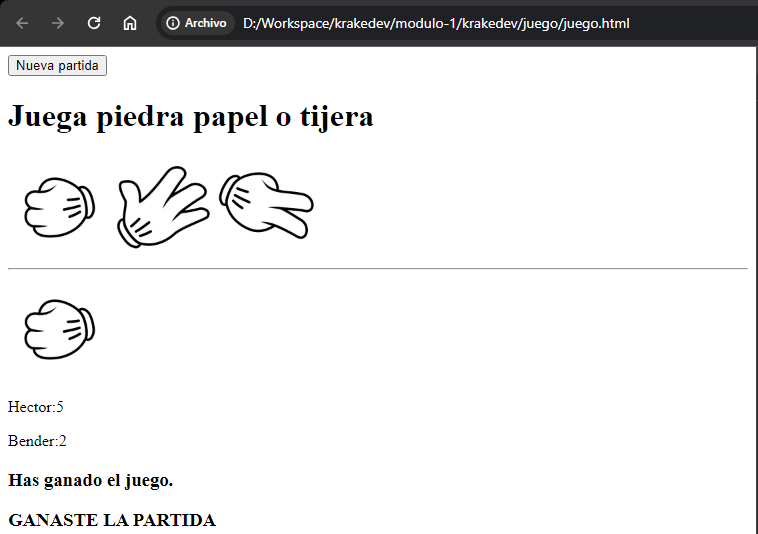 Archivo D:/Workspace/krakedev/modulo-1/krakedev/juego/juego.html
Nueva partida
Juega piedra papel o tijera
Hector:5
Bender:2
Has ganado el juego.
GANASTE LA PARTIDA